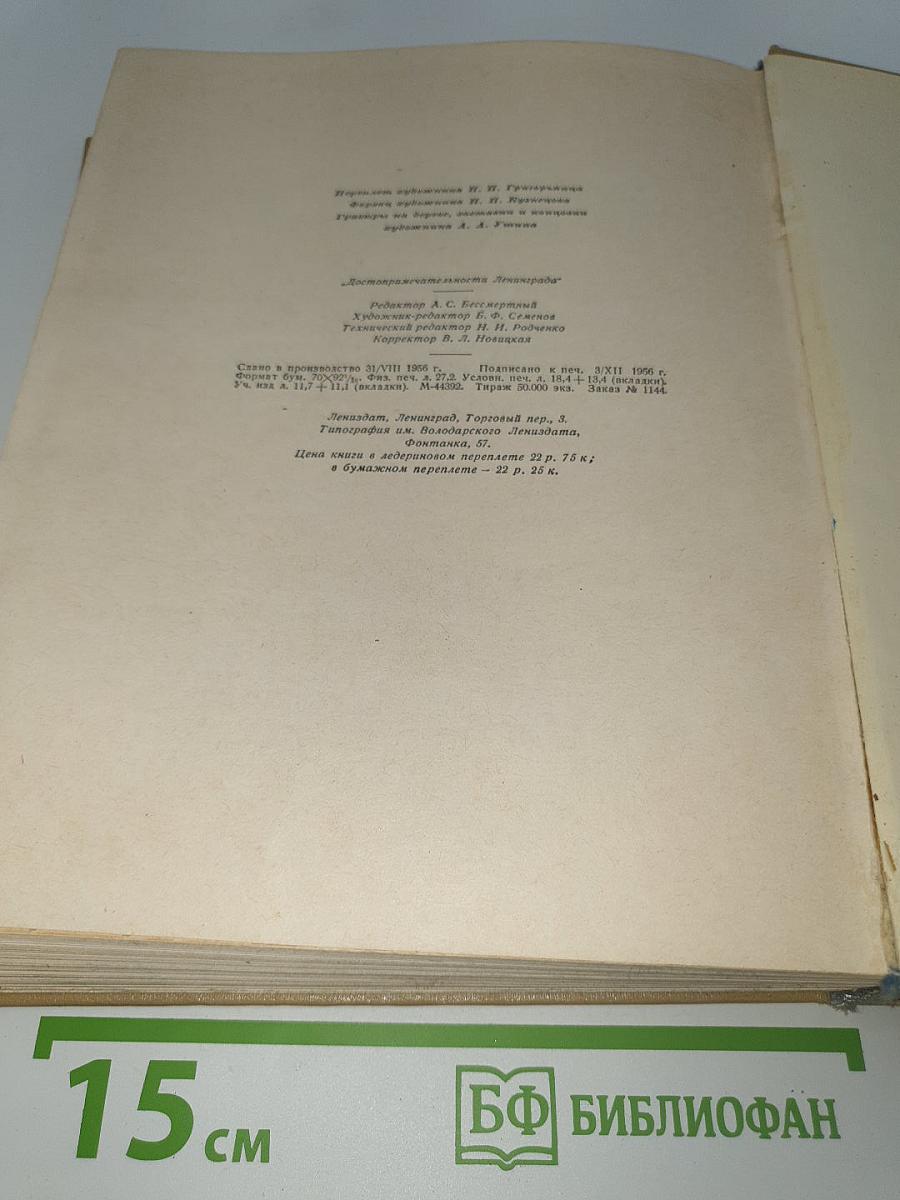 Переплет художника И. П. Григорьянца
Форзац художника П. П. Кузнецова
Гравюры на дереве, заставки и концовки
художника А. А. Ушина
„Достопримечательности Ленинграда“
Редактор А. С. Бессмертный
Художник-редактор Б. Ф. Семенов
Технический редактор Н. И. Родченко
Корректор В. Л. Новицкая
Сдано в производство 31/VIII 1956 г. Подписано к печ. 3/XII 1956 г.
Формат бум. 70×92¹/₁₆. Физ. печ. л. 27,2. Условн. печ. л. 18,4 + 13,4 (вкладки).
Уч. изд л. 11,7 + 11,1 (вкладки). М-44392. Тираж 50.000 экз. Заказ № 1144.
Лениздат, Ленинград, Торговый пер., 3.
Типография им. Володарского Лениздата,
Фонтанка, 57.
Цена книги в ледериновом переплете 22 р. 75 к;
в бумажном переплете — 22 р. 25 к.
15 см
БФ БИБЛИОФАН